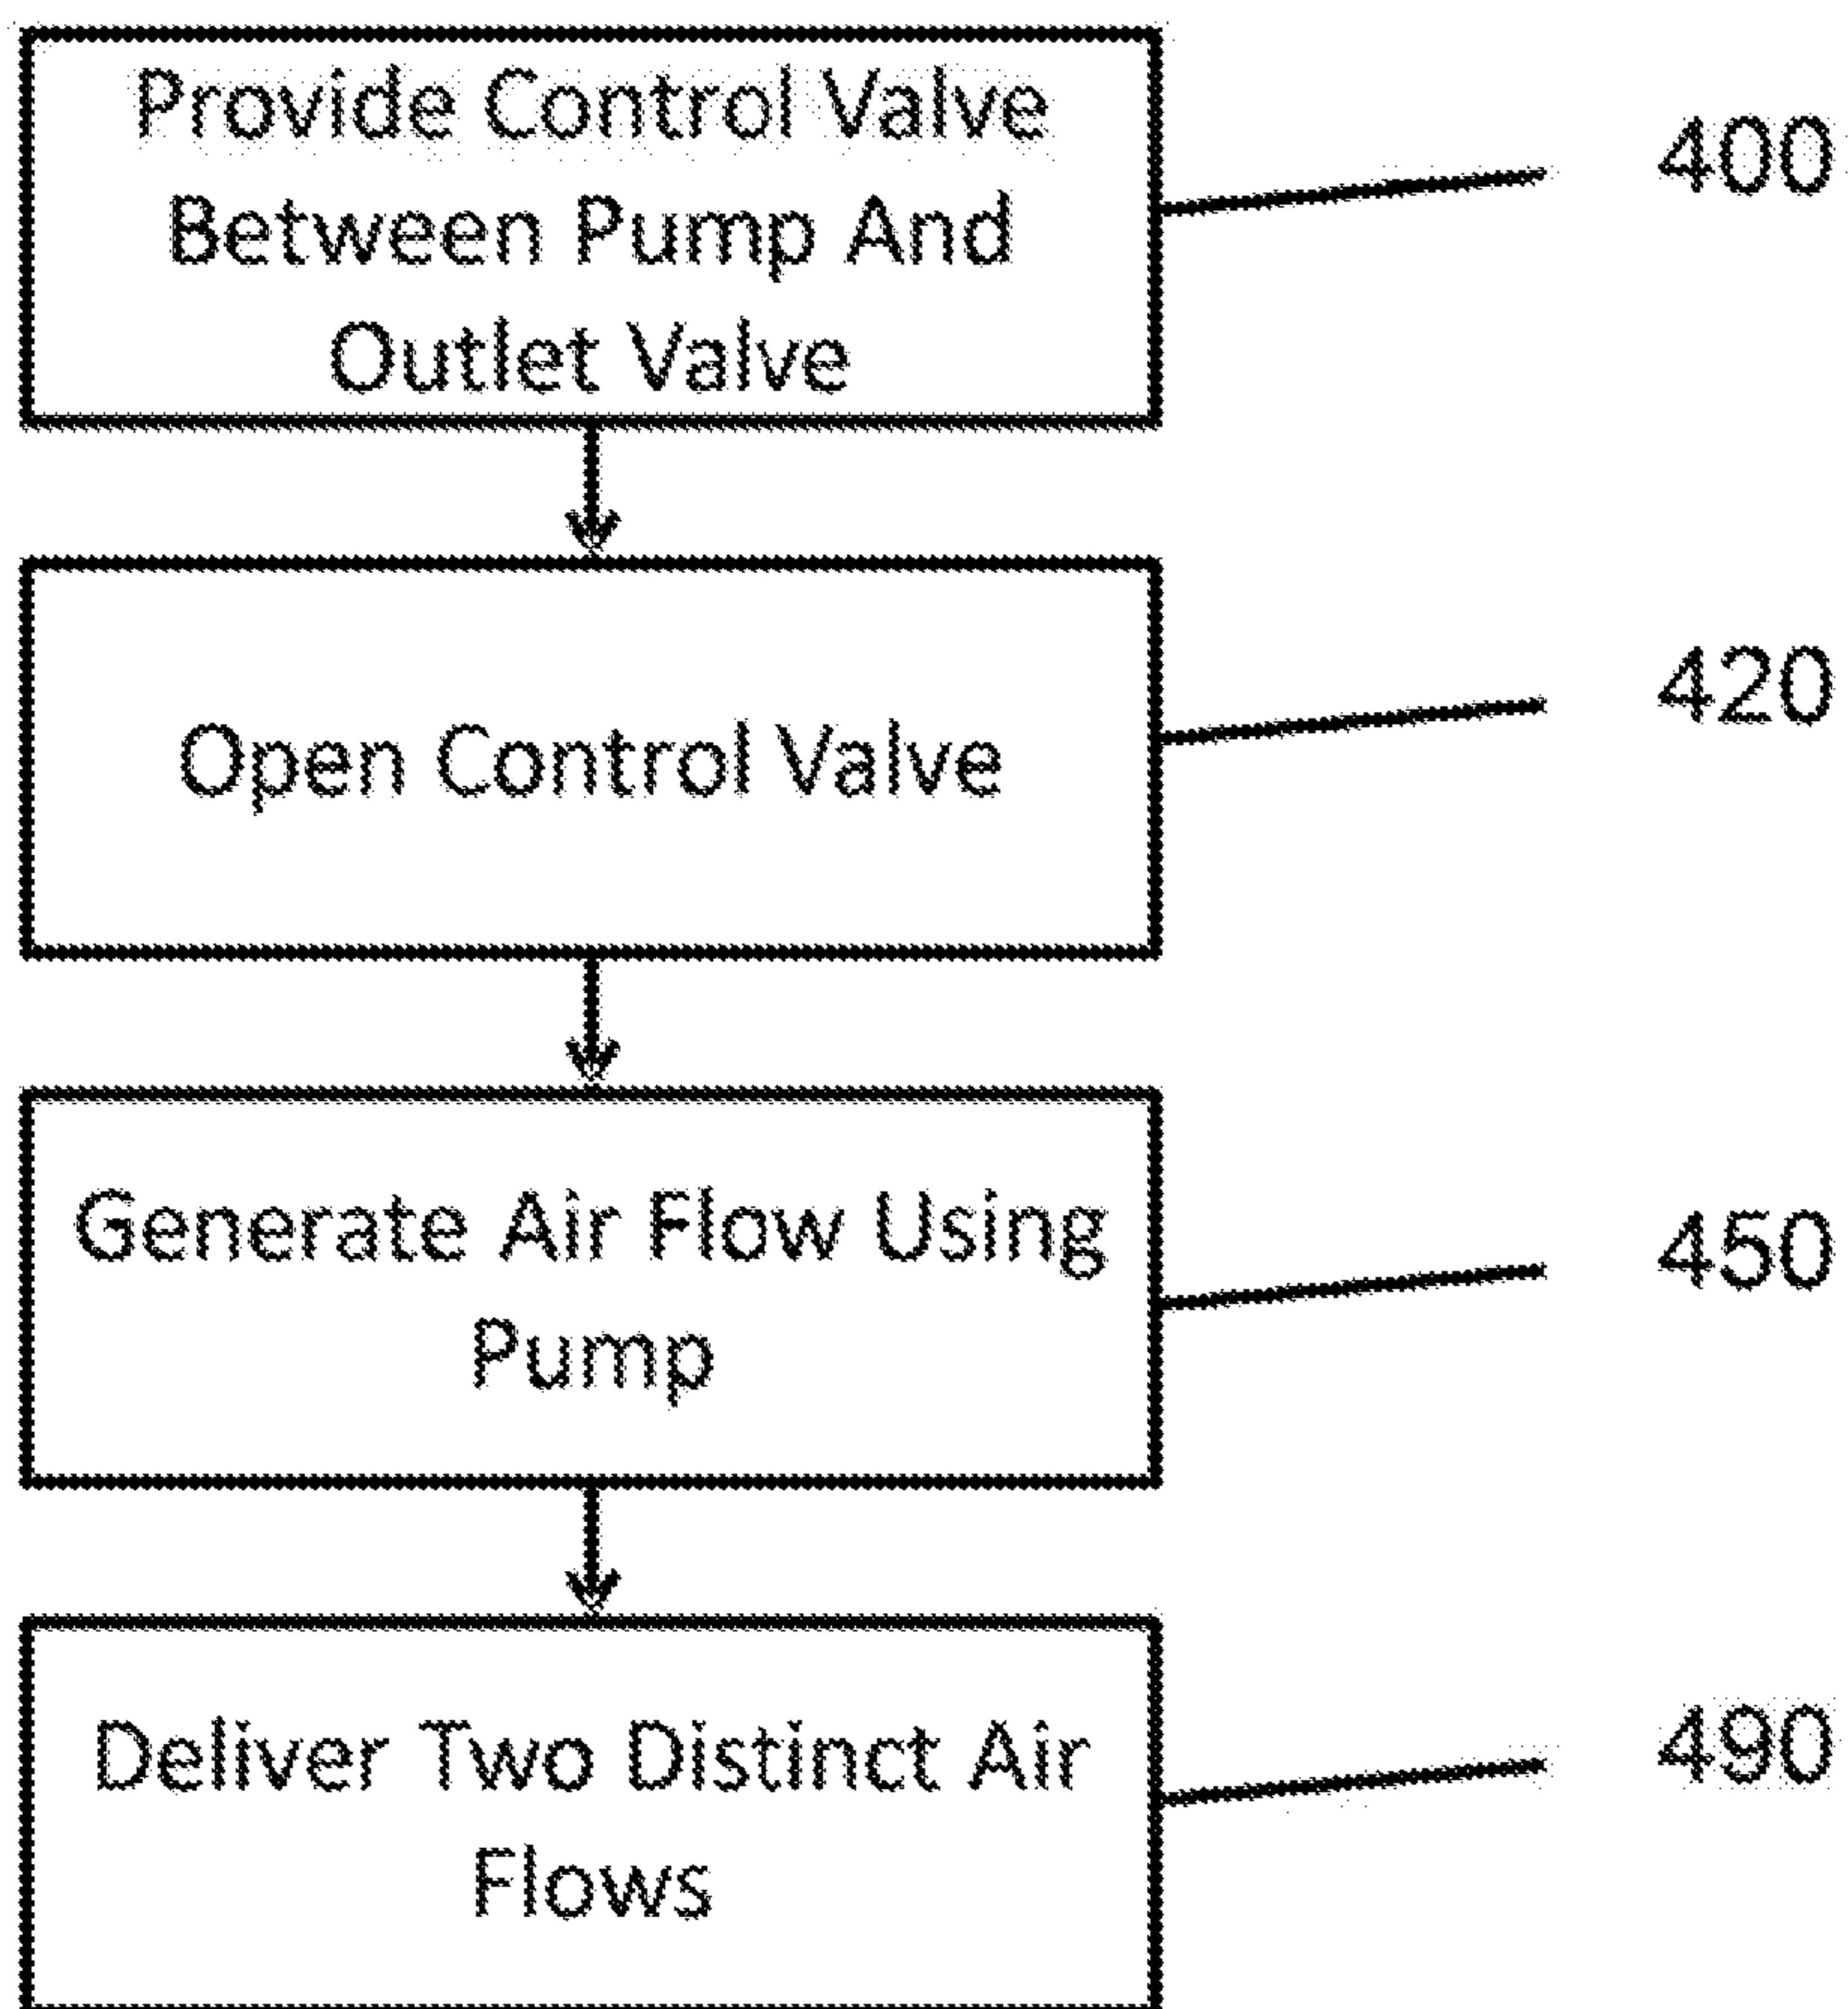 Provide Control Valve
Between Pump And
Outlet Valve
400
Open Control Valve
420
Generate Air Flow Using
Pump
450
Deliver Two Distinct Air
Flows
490